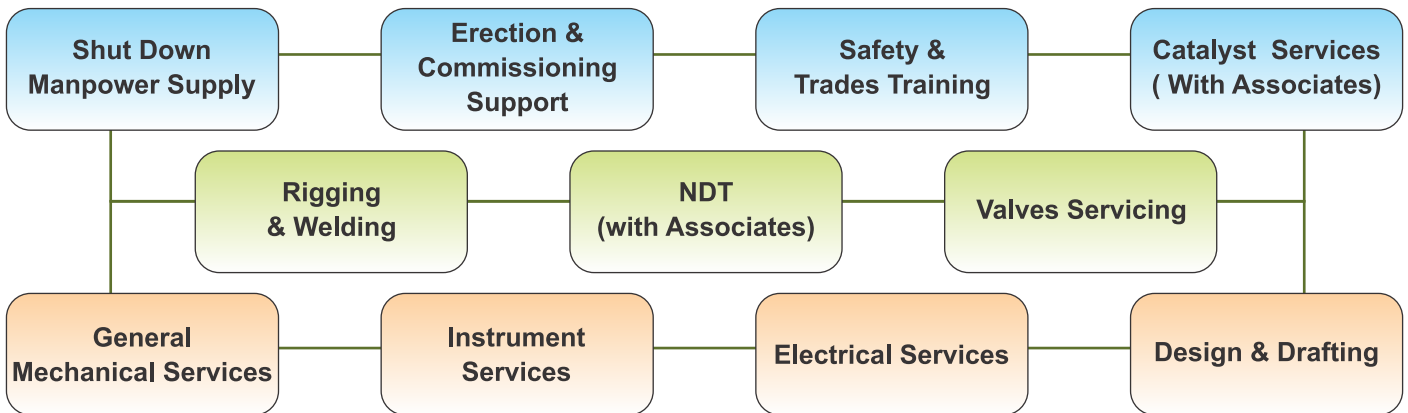 Shut Down
Manpower Supply
Erection &
Commissioning
Support
Safety &
Trades Training
Catalyst  Services
( With Associates)
Rigging
& Welding
NDT
(with Associates)
Valves Servicing
General
Mechanical Services
Instrument
Services
Electrical Services
Design & Drafting